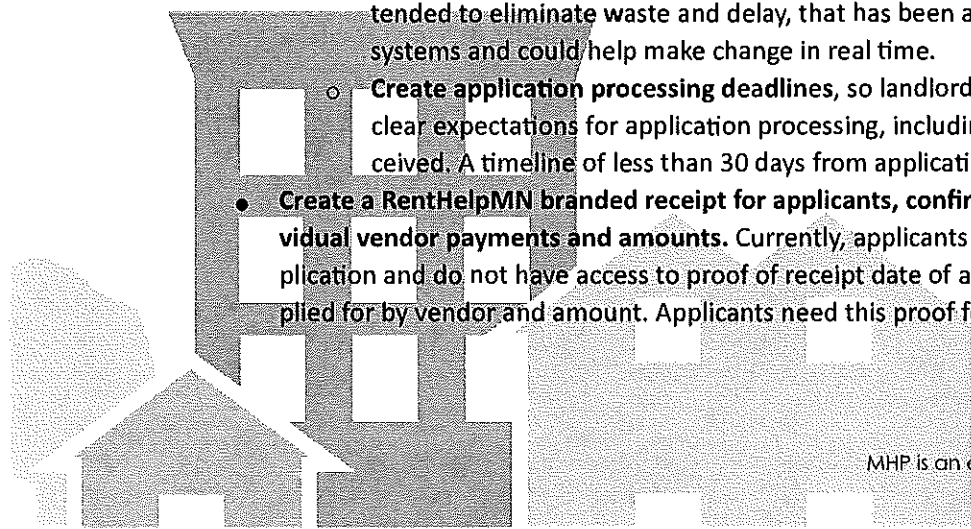 tended to eliminate waste and delay, that has been a
systems and could help make change in real time.
o Create application processing deadlines, so landlord
clear expectations for application processing, includi
ceived. A timeline of less than 30 days from applicati
• Create a RentHelpMN branded receipt for applicants, confir
vidual vendor payments and amounts. Currently, applicants
plication and do not have access to proof of receipt date of a
plied for by vendor and amount. Applicants need this proof f
MHP is an